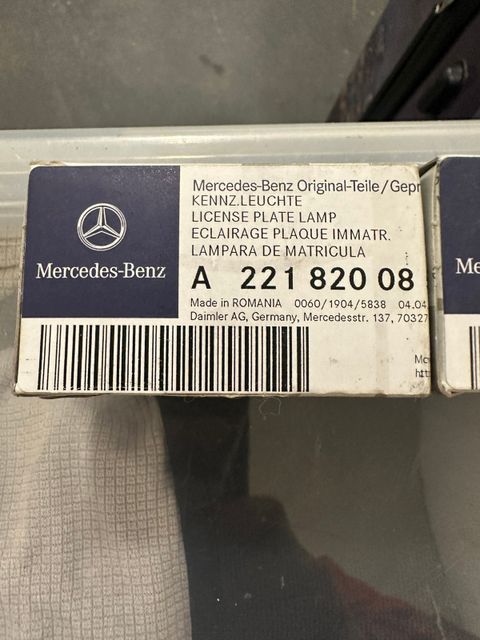 Mercedes-Benz
Mercedes-Benz Original-Teile/Gepr
KENNZ.LEUCHTE
LICENSE PLATE LAMP
ECLAIRAGE PLAQUE IMMATR.
LAMPARA DE MATRICULA
A 221 820 08
Made in ROMANIA 0060/1904/5838 04.04
Daimler AG, Germany, Mercedesstr. 137, 70327
Me